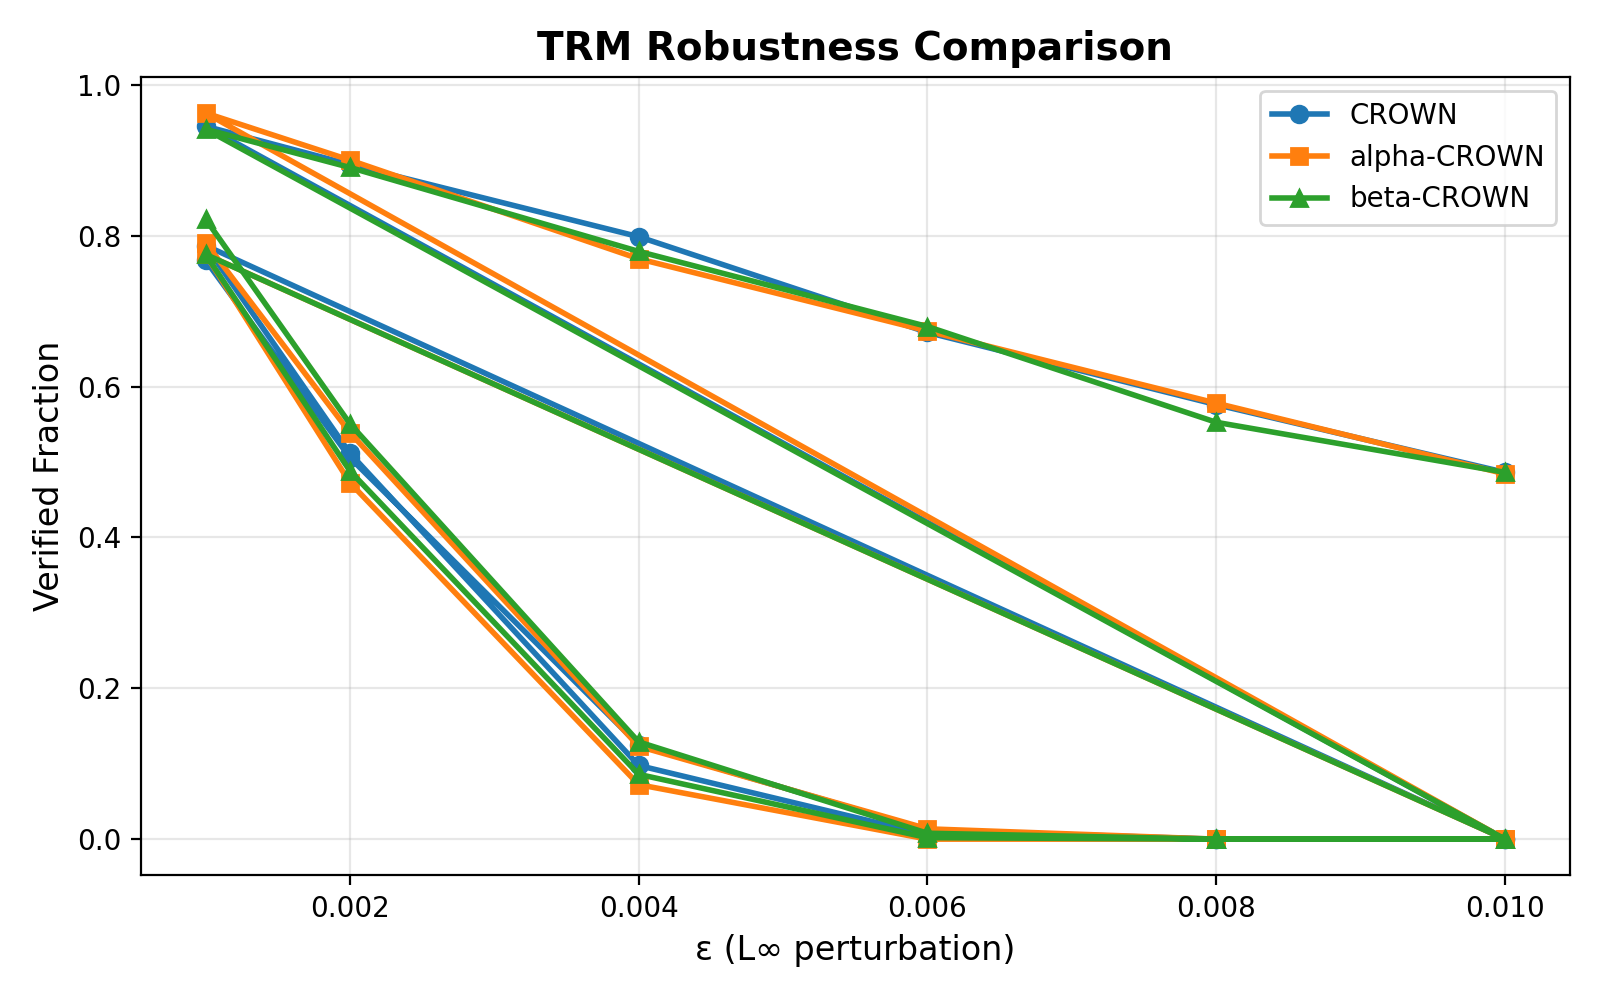 TRM Robustness Comparison
CROWN
alpha-CROWN
beta-CROWN
Verified Fraction
1.0
0.8
0.6
0.4
0.2
0.0
0.002 0.004 0.006 0.008 0.010
ε (L∞ perturbation)